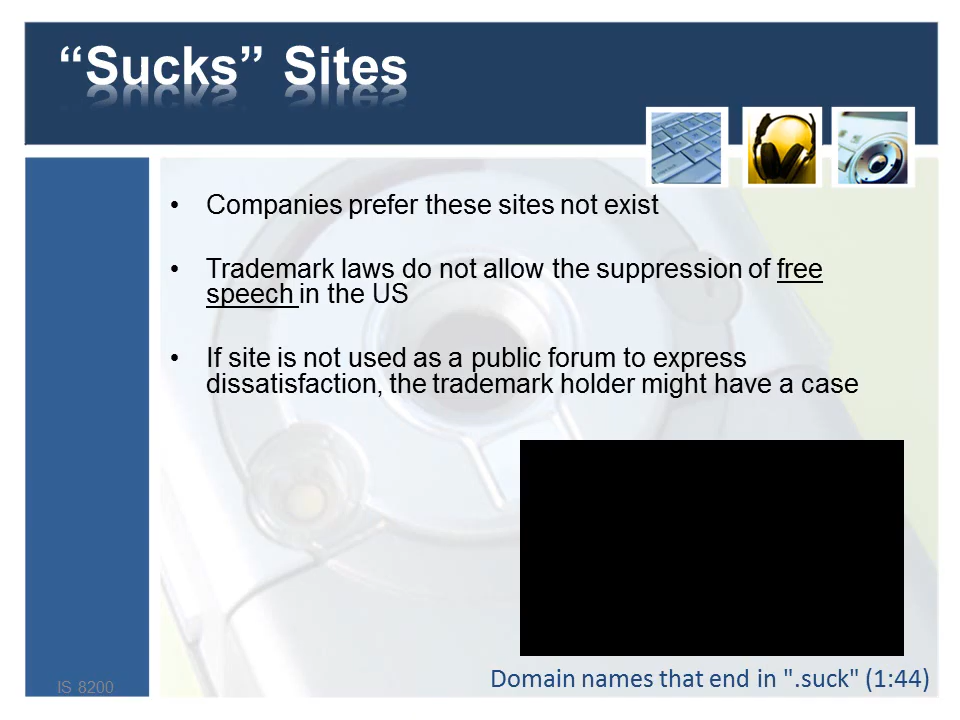 “Sucks” Sites
• Companies prefer these sites not exist
• Trademark laws do not allow the suppression of free
speech in the US
• If site is not used as a public forum to express
dissatisfaction, the trademark holder might have a case
Domain names that end in ".suck" (1:44)
IS 8200